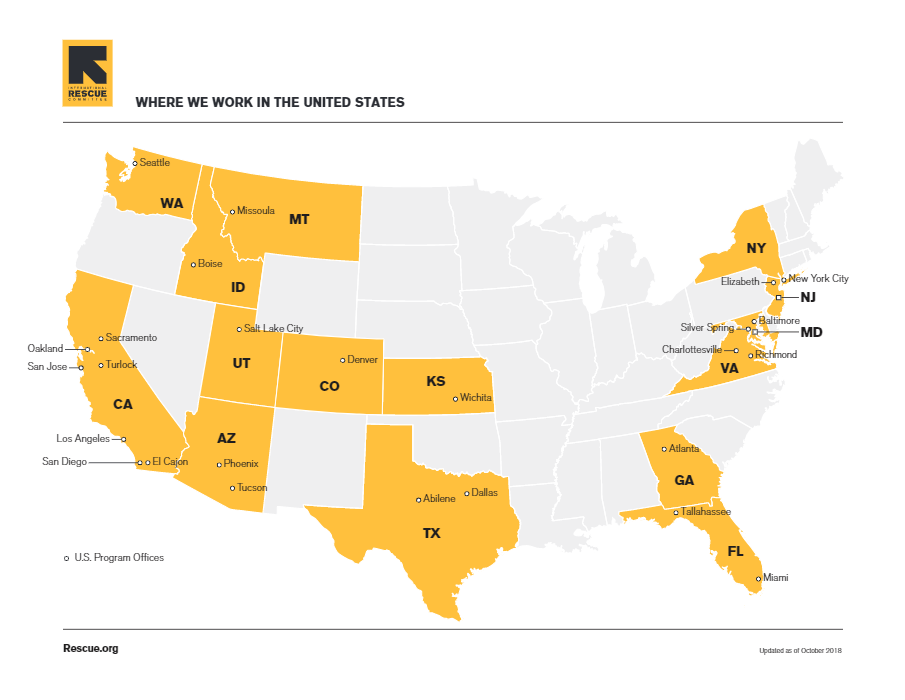 INTERNATIONAL
RESCUE
COMMITTEE
WHERE WE WORK IN THE UNITED STATES
Seattle
WA
Missoula
MT
Boise
ID
NY
Elizabeth
New York City
NJ
Salt Lake City
Baltimore
Silver Spring
MD
Sacramento
Oakland
San Jose
Turlock
UT
Denver
CO
KS
Wichita
Charlottesville
Richmond
VA
CA
Los Angeles
San Diego
El Cajon
AZ
Phoenix
Tucson
Abilene
Dallas
TX
Atlanta
GA
Tallahassee
FL
Miami
U.S. Program Offices
Rescue.org
Updated as of October 2018